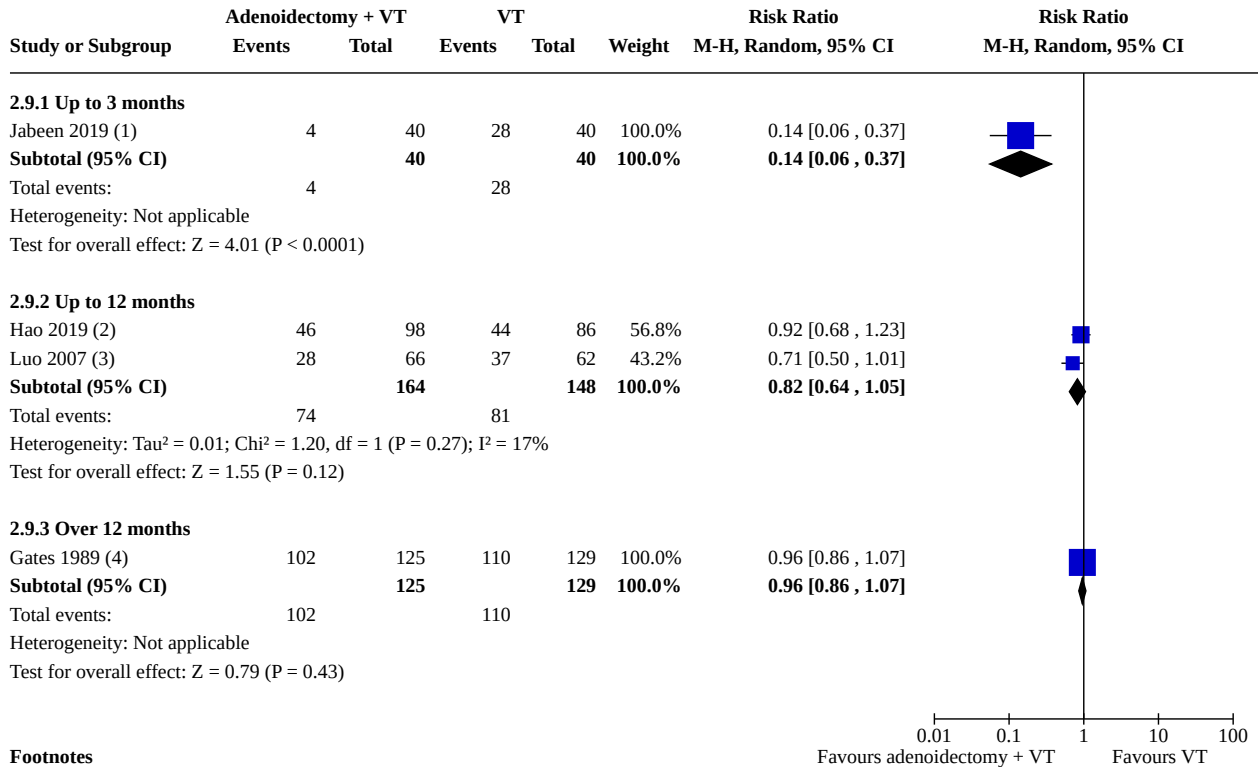 Adenoidectomy + VT VT Risk Ratio Risk Ratio
Study or Subgroup Events Total Events Total Weight M-H, Random, 95% CI M-H, Random, 95% CI
2.9.1 Up to 3 months
Jabeen 2019 (1) 4 40 28 40 100.0% 0.14 [0.06 , 0.37]
Subtotal (95% CI) 40 40 100.0% 0.14 [0.06 , 0.37]
Total events: 4 28
Heterogeneity: Not applicable
Test for overall effect: Z = 4.01 (P < 0.0001)
2.9.2 Up to 12 months
Hao 2019 (2) 46 98 44 86 56.8% 0.92 [0.68 , 1.23]
Luo 2007 (3) 28 66 37 62 43.2% 0.71 [0.50 , 1.01]
Subtotal (95% CI) 164 148 100.0% 0.82 [0.64 , 1.05]
Total events: 74 81
Heterogeneity: Tau² = 0.01; Chi² = 1.20, df = 1 (P = 0.27); I² = 17%
Test for overall effect: Z = 1.55 (P = 0.12)
2.9.3 Over 12 months
Gates 1989 (4) 102 125 110 129 100.0% 0.96 [0.86 , 1.07]
Subtotal (95% CI) 125 129 100.0% 0.96 [0.86 , 1.07]
Total events: 102 110
Heterogeneity: Not applicable
Test for overall effect: Z = 0.79 (P = 0.43)
0.01 0.1 1 10 100
Footnotes Favours adenoidectomy + VT Favours VT